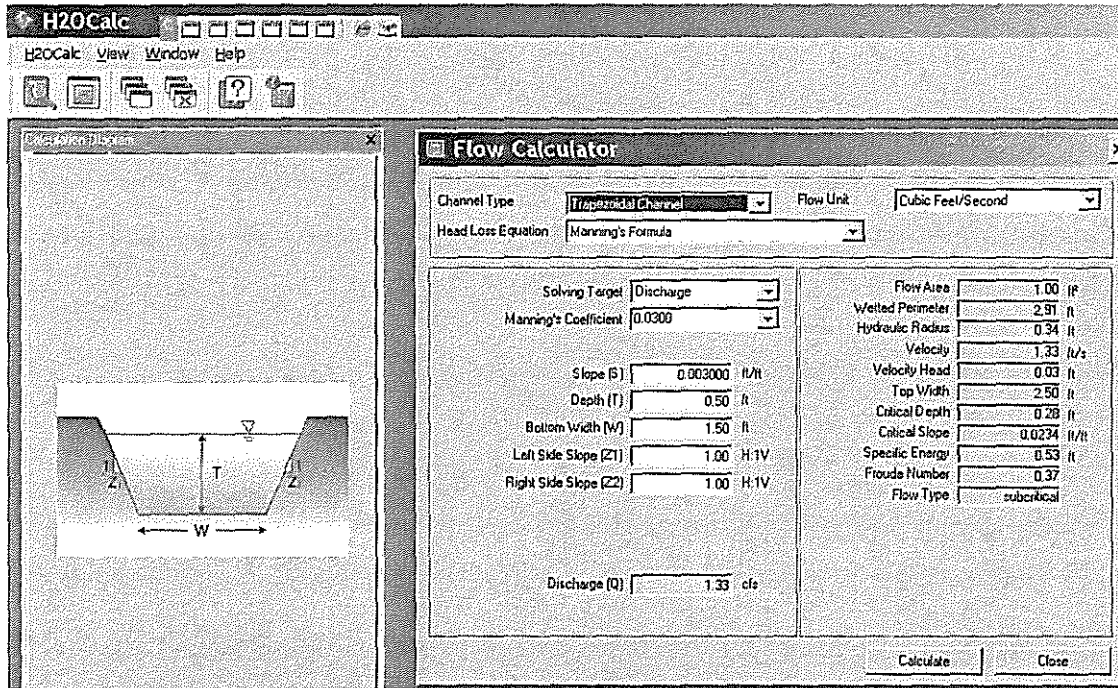 H2OCalc
H2OCalc View Window Help
Calculation Diagram
T
W
Flow Calculator
Channel Type Trapezoidal Channel Flow Unit Cubic Feet/Second
Head Loss Equation Manning's Formula
Solving Target Discharge
Manning's Coefficient 0.0300
Slope (S) 0.003000 ft/ft
Depth (T) 0.50 ft
Bottom Width (W) 1.50 ft
Left Side Slope (Z1) 1.00 H:1V
Right Side Slope (Z2) 1.00 H:1V
Discharge (Q) 1.33 cfs
Flow Area 1.00 ft²
Wetted Perimeter 2.91 ft
Hydraulic Radius 0.34 ft
Velocity 1.33 ft/s
Velocity Head 0.03 ft
Top Width 2.50 ft
Critical Depth 0.28 ft
Critical Slope 0.0234 ft/ft
Specific Energy 0.53 ft
Froude Number 0.37
Flow Type subcritical
Calculate Close